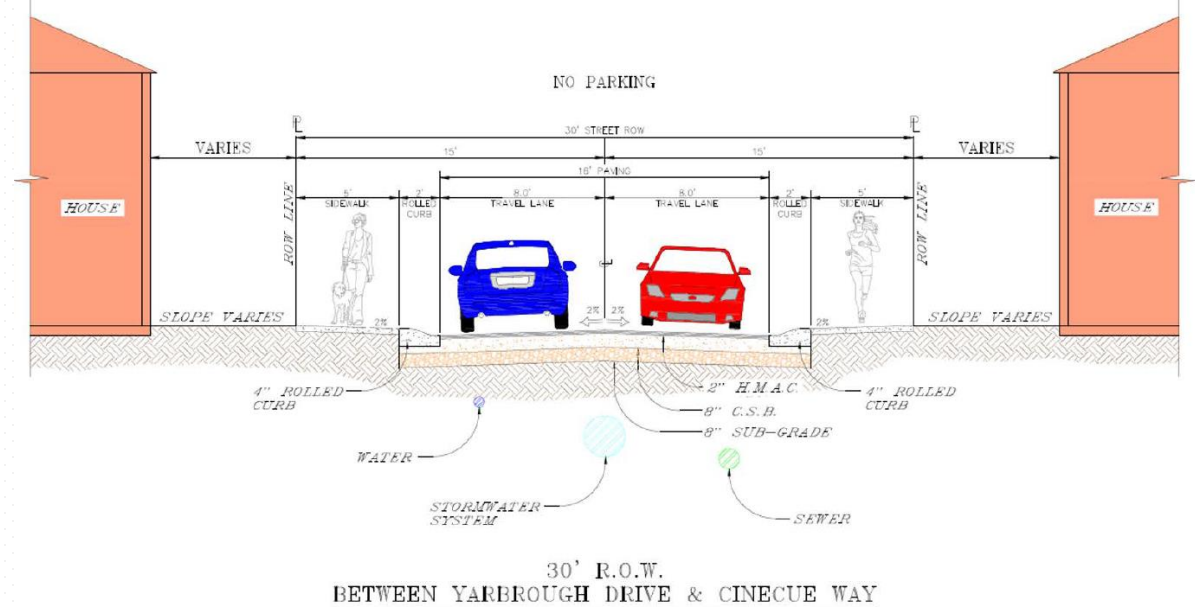 NO PARKING
30' STREET ROW
VARIES
15'
15'
VARIES
16' PAVING
5'
2'
8.0'
8.0'
2'
5'
SIDEWALK
ROLLED
CURB
TRAVEL LANE
TRAVEL LANE
ROLLED
CURB
SIDEWALK
HOUSE
ROW LINE
ROW LINE
HOUSE
SLOPE VARIES
2%
2%
2%
2%
SLOPE VARIES
4" ROLLED
CURB
2" H.M.A.C.
4" ROLLED
CURB
8" C.S.B.
8" SUB-GRADE
WATER
STORMWATER
SYSTEM
SEWER
30' R.O.W.
BETWEEN YARBROUGH DRIVE & CINECUE WAY